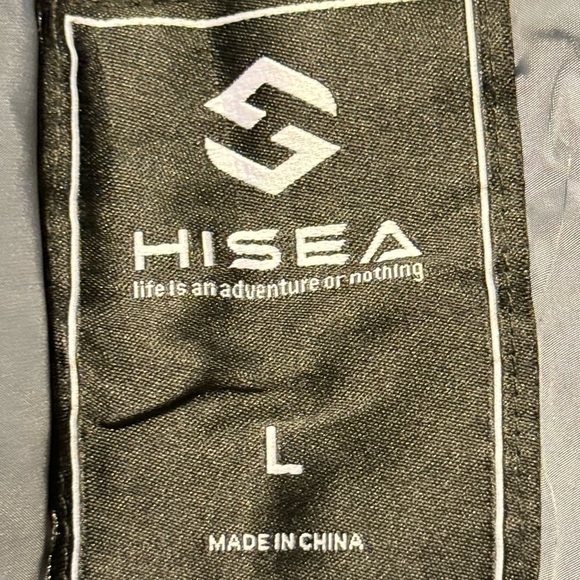 HISEA
life is an adventure or nothing
L
MADE IN CHINA